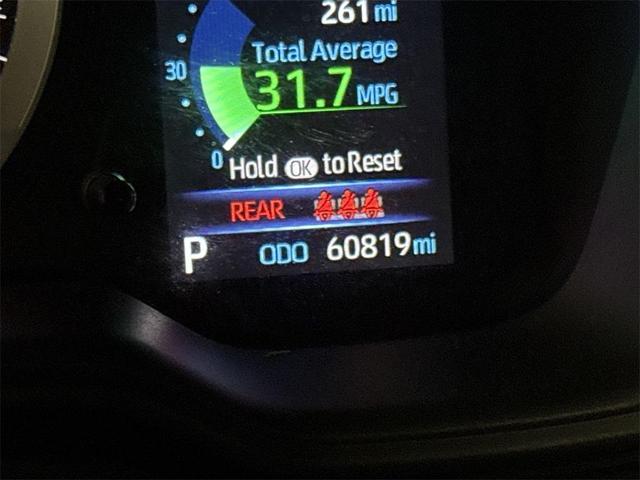 261 mi
Total Average
30
31.7 MPG
0
Hold OK to Reset
REAR
P ODO 60819 mi